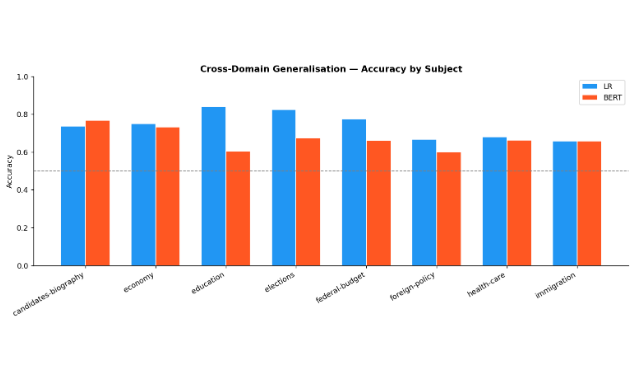 Cross-Domain Generalisation — Accuracy by Subject
LR
BERT
Accuracy
1.0
0.8
0.6
0.4
0.2
0.0
candidates-biography
economy
education
elections
federal-budget
foreign-policy
health-care
immigration